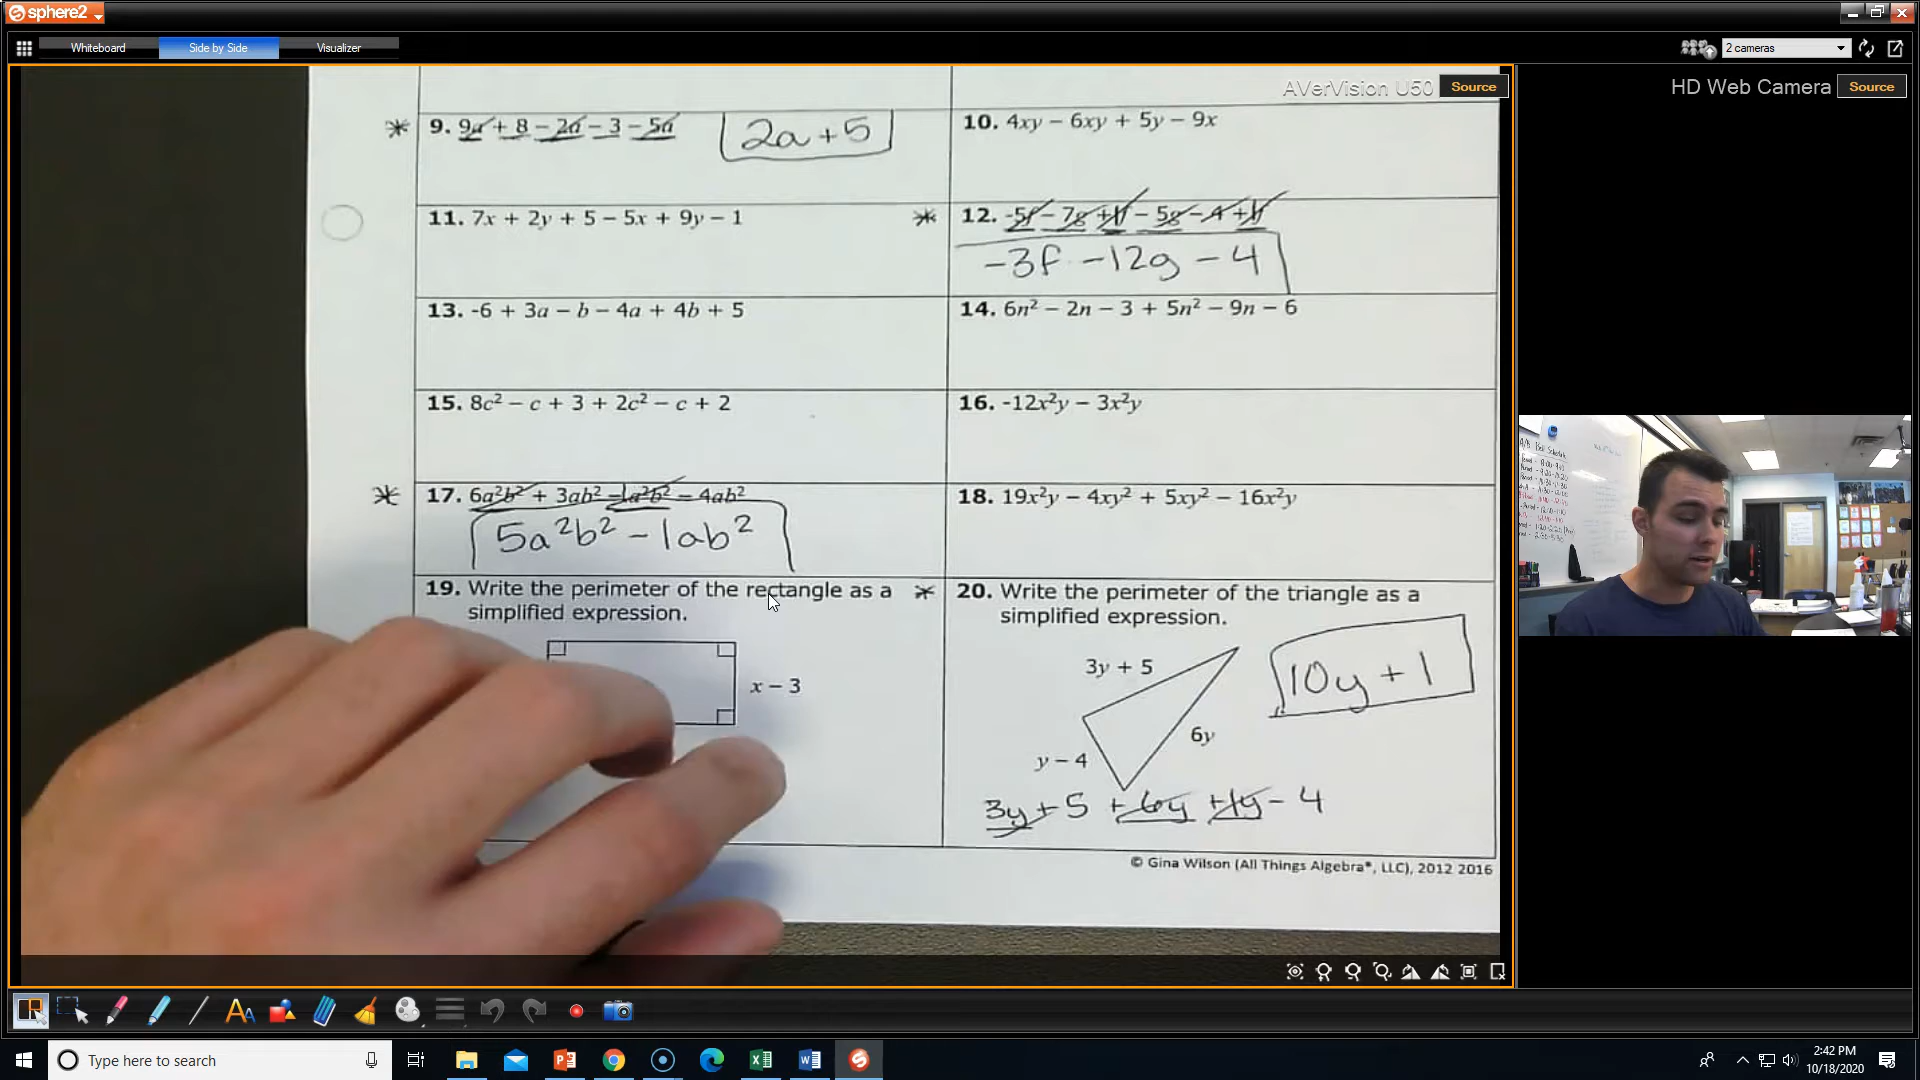 sphere2
Whiteboard
Side by Side
Visualizer
2 cameras
AVerVision U50
Source
HD Web Camera
Source
* 9. 9a + 8 - 2a - 3 - 5a
2a + 5
10. 4xy - 6xy + 5y - 9x
11. 7x + 2y + 5 - 5x + 9y - 1
* 12. -5f - 7g + f - 5g - 4 + f
-3f - 12g - 4
13. -6 + 3a - b - 4a + 4b + 5
14. 6n² - 2n - 3 + 5n² - 9n - 6
15. 8c² - c + 3 + 2c² - c + 2
16. -12x²y - 3x²y
* 17. 6a²b² + 3ab² - 1a²b² - 4ab²
5a²b² - 1ab²
18. 19x²y - 4xy² + 5xy² - 16x²y
19. Write the perimeter of the rectangle as a
simplified expression.
x - 3
* 20. Write the perimeter of the triangle as a
simplified expression.
3y + 5
6y
y - 4
10y + 1
3y + 5 + 6y + 1y - 4
© Gina Wilson (All Things Algebra®, LLC), 2012-2016
Type here to search
2:42 PM
10/18/2020